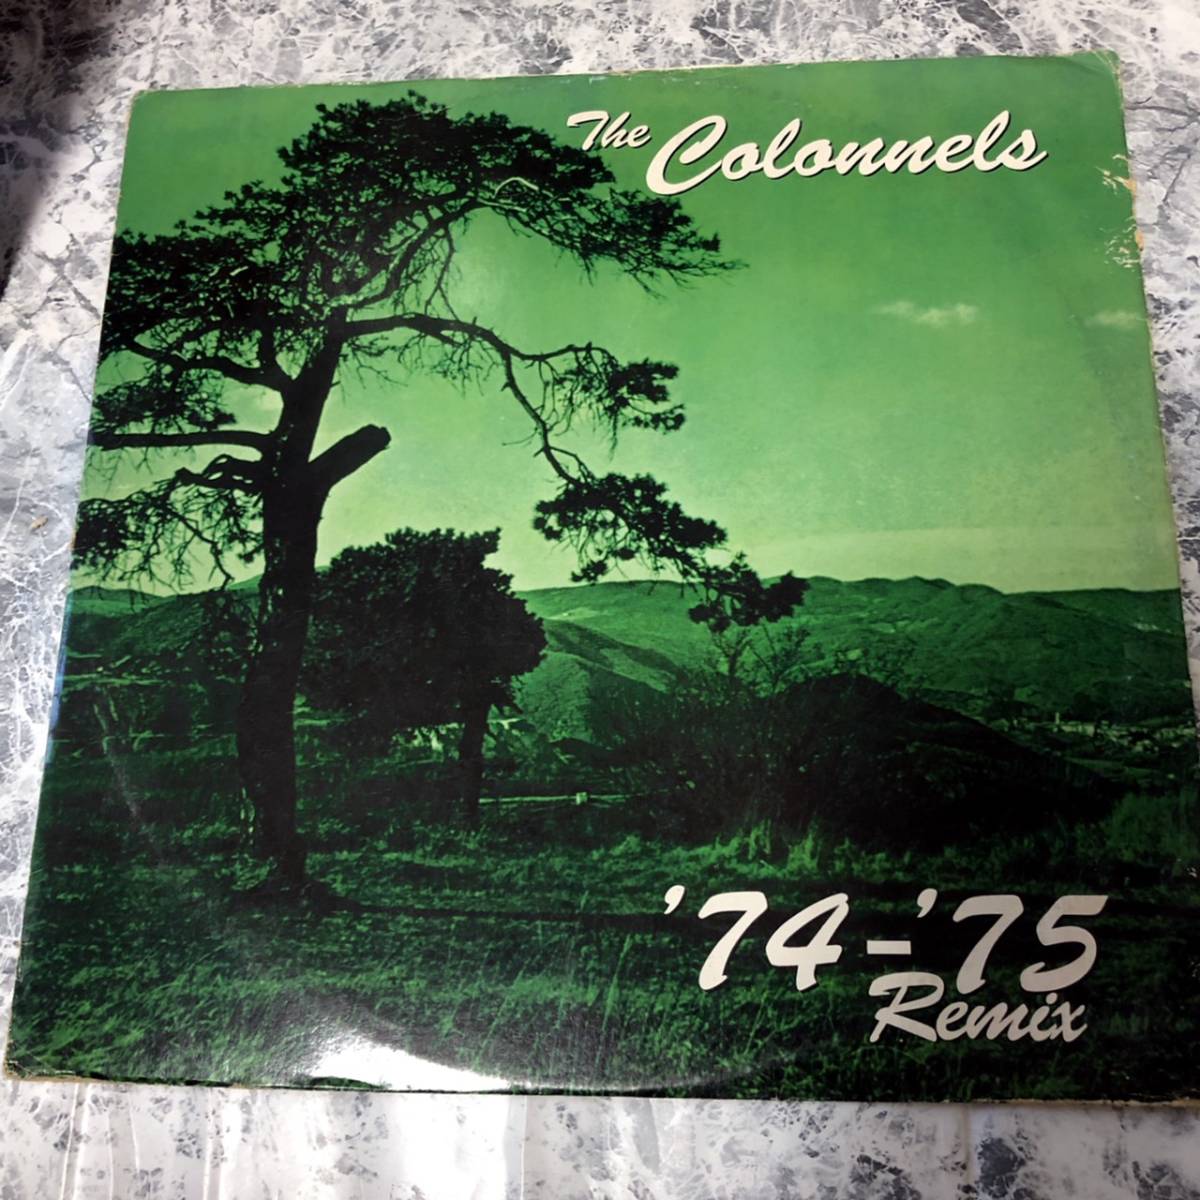 The Colonnels
'74-'75
Remix